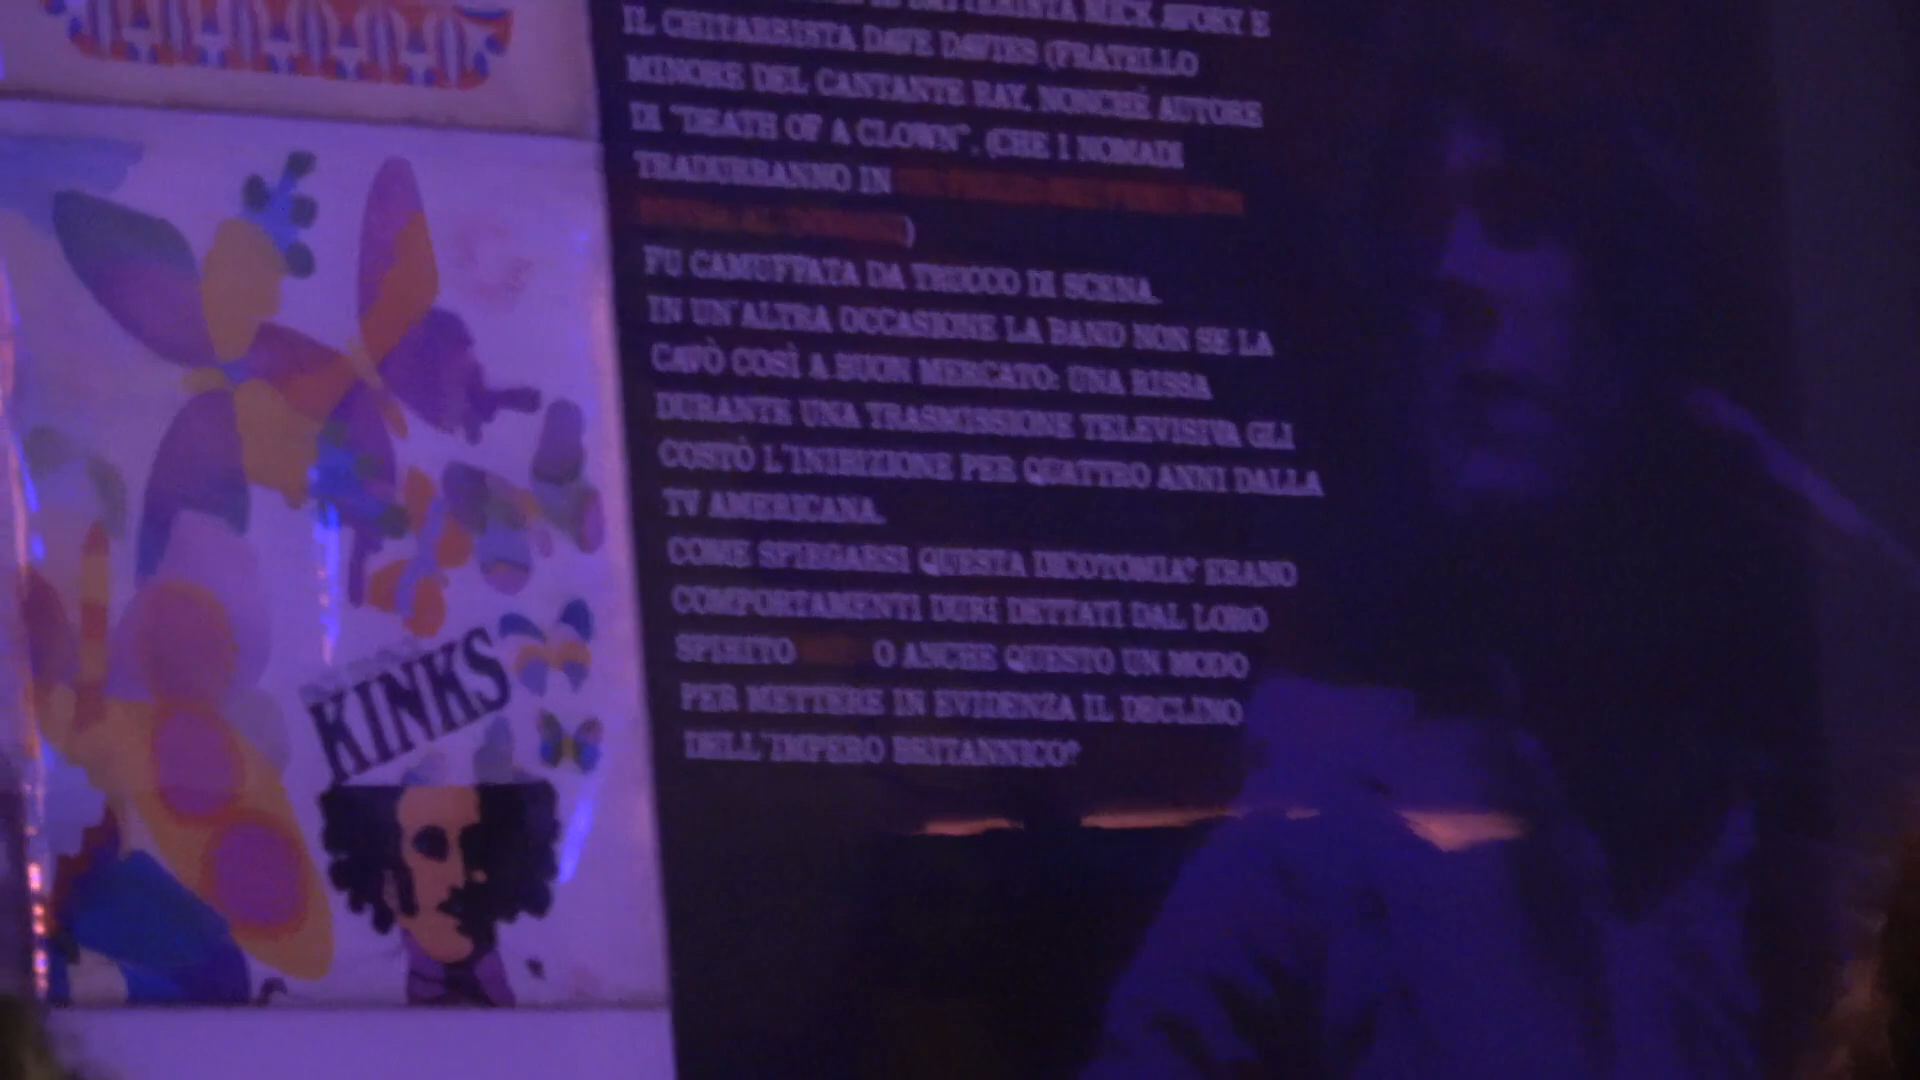 BATTERISTA MICK AVORY E
IL CHITARRISTA DAVE DAVIES (FRATELLO
MINORE DEL CANTANTE RAY, NONCHÉ AUTORE
DI "DEATH OF A CLOWN", (CHE I NOMADI
TRADURRANNO IN
)
FU CAMUFFATA DA TRUCCO DI SCENA.
IN UN'ALTRA OCCASIONE LA BAND NON SE LA
CAVÒ COSÌ A BUON MERCATO: UNA RISSA
DURANTE UNA TRASMISSIONE TELEVISIVA GLI
COSTÒ L'INIBIZIONE PER QUATTRO ANNI DALLA
TV AMERICANA.
COME SPIEGARSI QUESTA DICOTOMIA? ERANO
COMPORTAMENTI DURI DETTATI DAL LORO
SPIRITO O ANCHE QUESTO UN MODO
PER METTERE IN EVIDENZA IL DECLINO
DELL'IMPERO BRITANNICO?
KINKS